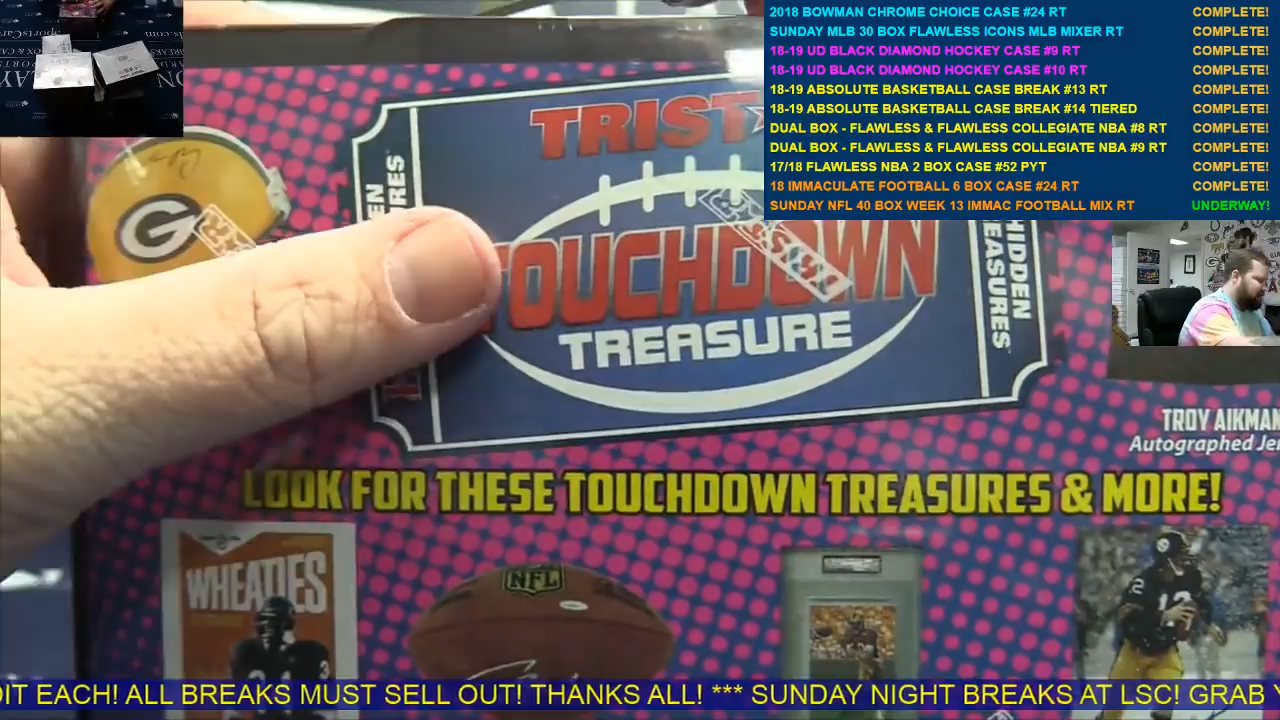 2018 BOWMAN CHROME CHOICE CASE #24 RT COMPLETE!
SUNDAY MLB 30 BOX FLAWLESS ICONS MLB MIXER RT COMPLETE!
18-19 UD BLACK DIAMOND HOCKEY CASE #9 RT COMPLETE!
18-19 UD BLACK DIAMOND HOCKEY CASE #10 RT COMPLETE!
18-19 ABSOLUTE BASKETBALL CASE BREAK #13 RT COMPLETE!
18-19 ABSOLUTE BASKETBALL CASE BREAK #14 TIERED COMPLETE!
DUAL BOX - FLAWLESS & FLAWLESS COLLEGIATE NBA #8 RT COMPLETE!
DUAL BOX - FLAWLESS & FLAWLESS COLLEGIATE NBA #9 RT COMPLETE!
17/18 FLAWLESS NBA 2 BOX CASE #52 PYT COMPLETE!
18 IMMACULATE FOOTBALL 6 BOX CASE #24 RT COMPLETE!
SUNDAY NFL 40 BOX WEEK 13 IMMAC FOOTBALL MIX RT UNDERWAY!
TRIST
TOUCHDOWN
TREASURE
HIDDEN
TREASURES
G
TROY AIKMAN
Autographed Jer
LOOK FOR THESE TOUCHDOWN TREASURES & MORE!
WHEATIES
NFL
12
OIT EACH! ALL BREAKS MUST SELL OUT! THANKS ALL! *** SUNDAY NIGHT BREAKS AT LSC! GRAB Y